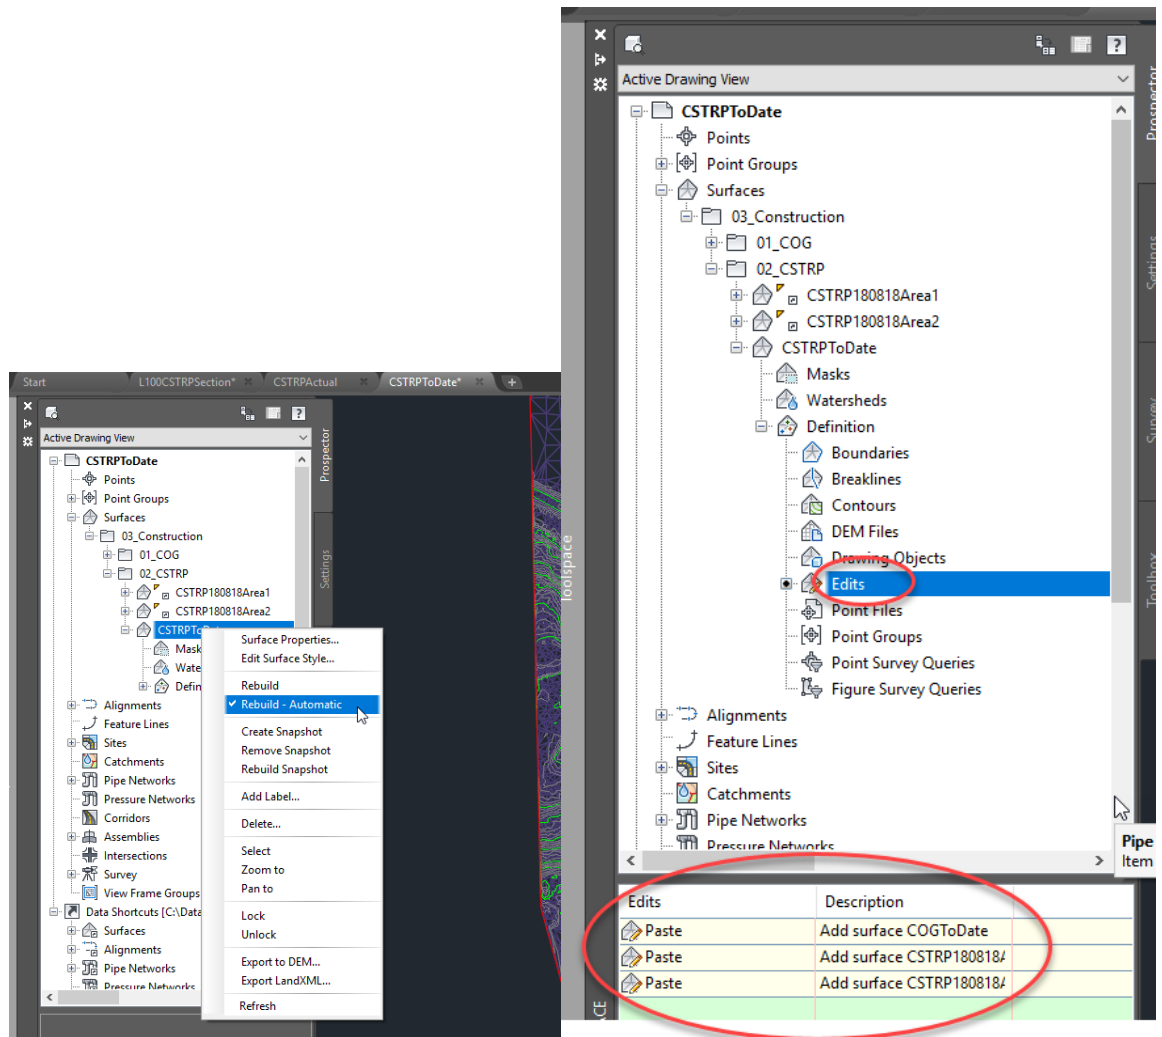 Start
L100CSTRPSection*
CSTRPActual
CSTRPToDate*
Active Drawing View
CSTRPToDate
Points
Point Groups
Surfaces
03_Construction
01_COG
02_CSTRP
CSTRP180818Area1
CSTRP180818Area2
CSTRPToDate
Mask
Wate
Defin
Alignments
Feature Lines
Sites
Catchments
Pipe Networks
Pressure Networks
Corridors
Assemblies
Intersections
Survey
View Frame Groups
Data Shortcuts [C:\Data
Surfaces
Alignments
Pipe Networks
Pressure Networks
Prospector
Settings
Surface Properties...
Edit Surface Style...
Rebuild
Rebuild - Automatic
Create Snapshot
Remove Snapshot
Rebuild Snapshot
Add Label...
Delete...
Select
Zoom to
Pan to
Lock
Unlock
Export to DEM...
Export LandXML...
Refresh
Active Drawing View
CSTRPToDate
Points
Point Groups
Surfaces
03_Construction
01_COG
02_CSTRP
CSTRP180818Area1
CSTRP180818Area2
CSTRPToDate
Masks
Watersheds
Definition
Boundaries
Breaklines
Contours
DEM Files
Drawing Objects
Edits
Point Files
Point Groups
Point Survey Queries
Figure Survey Queries
Alignments
Feature Lines
Sites
Catchments
Pipe Networks
Pressure Networks
Prospector
Settings
Survey
Toolbox
Toolspace
Pipe
Item
Edits Description
Paste Add surface COGToDate
Paste Add surface CSTRP180818A
Paste Add surface CSTRP180818A